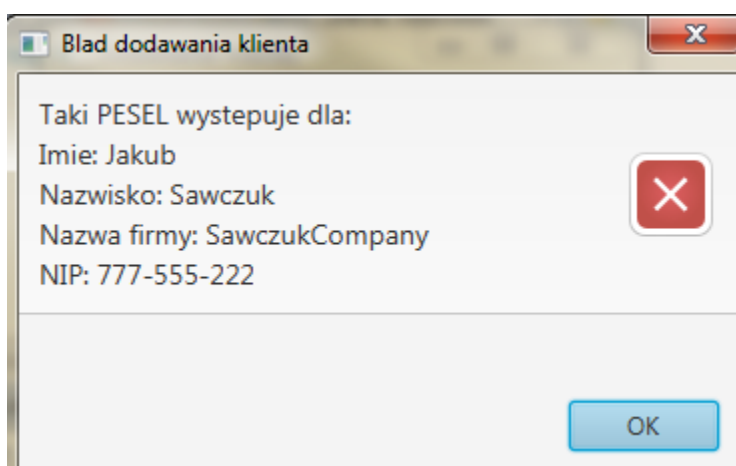 Blad dodawania klienta
Taki PESEL wystepuje dla:
Imie: Jakub
Nazwisko: Sawczuk
Nazwa firmy: SawczukCompany
NIP: 777-555-222
OK